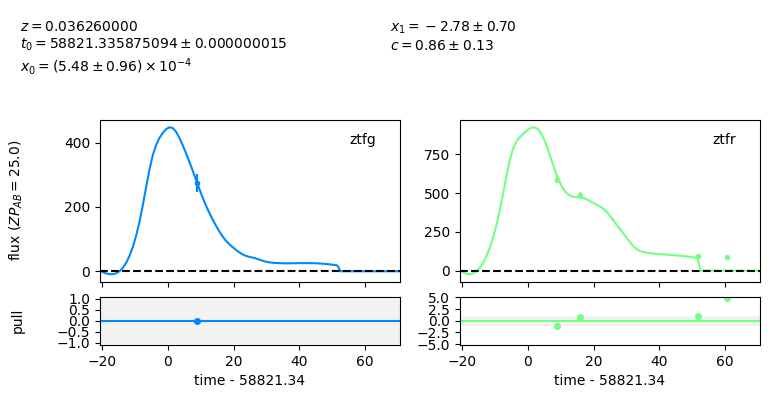 z = 0.036260000
t₀ = 58821.335875094 ± 0.000000015
x₀ = (5.48 ± 0.96) × 10⁻⁴
x₁ = −2.78 ± 0.70
c = 0.86 ± 0.13
flux (ZP_AB = 25.0)
400
200
0
ztfg
750
500
250
0
ztfr
pull
1.0
0.5
0.0
−0.5
−1.0
−20 0 20 40 60
time - 58821.34
5.0
2.5
0.0
−2.5
−5.0
−20 0 20 40 60
time - 58821.34